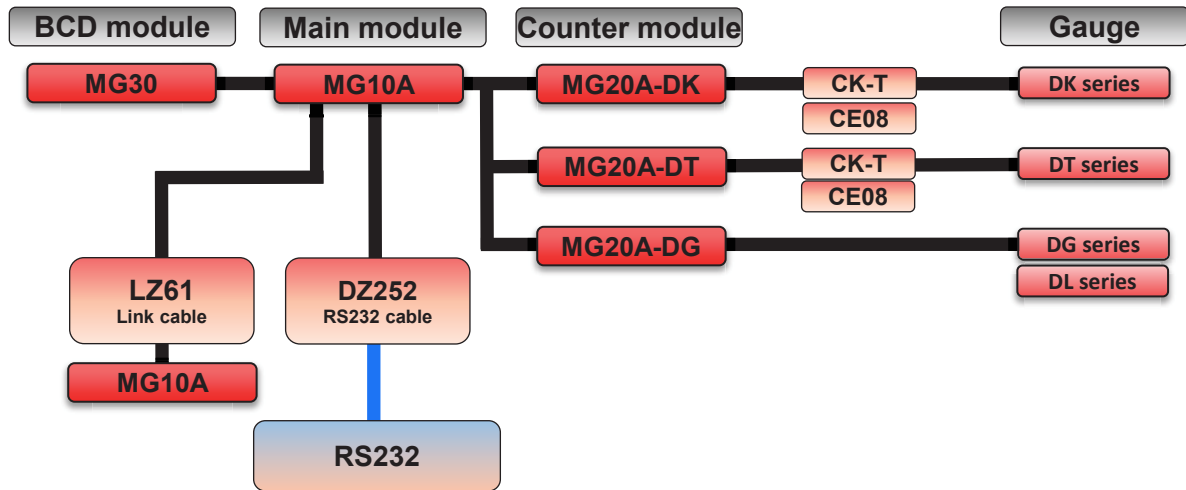 BCD module
Main module
Counter module
Gauge
MG30
MG10A
MG20A-DK
CK-T
DK series
CE08
MG20A-DT
CK-T
DT series
CE08
MG20A-DG
DG series
DL series
LZ61
Link cable
DZ252
RS232 cable
MG10A
RS232